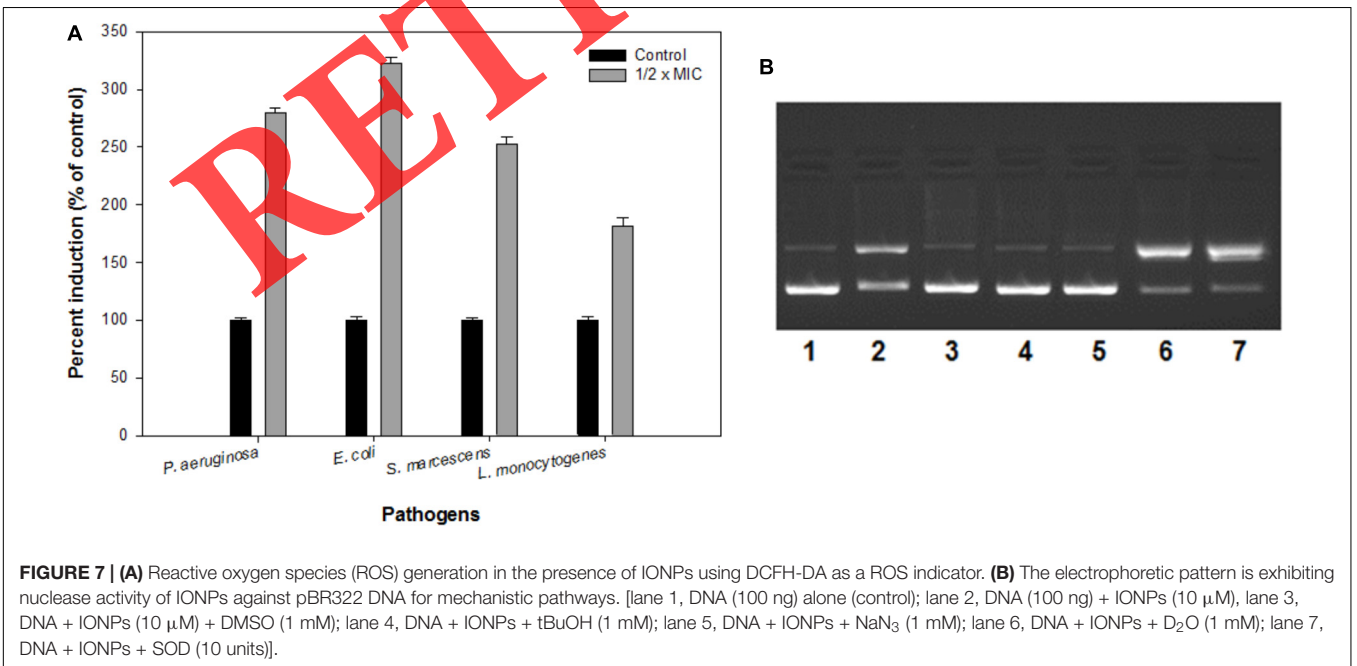 A
350
300
250
200
150
100
50
0
Percent induction (% of control)
Control
1/2 x MIC
P. aeruginosa
E. coli
S. marcescens
L. monocytogenes
Pathogens
RET
B
1 2 3 4 5 6 7
FIGURE 7 | (A) Reactive oxygen species (ROS) generation in the presence of IONPs using DCFH-DA as a ROS indicator. (B) The electrophoretic pattern is exhibiting
nuclease activity of IONPs against pBR322 DNA for mechanistic pathways. [lane 1, DNA (100 ng) alone (control); lane 2, DNA (100 ng) + IONPs (10 μM), lane 3,
DNA + IONPs (10 μM) + DMSO (1 mM); lane 4, DNA + IONPs + tBuOH (1 mM); lane 5, DNA + IONPs + NaN₃ (1 mM); lane 6, DNA + IONPs + D₂O (1 mM); lane 7,
DNA + IONPs + SOD (10 units)].